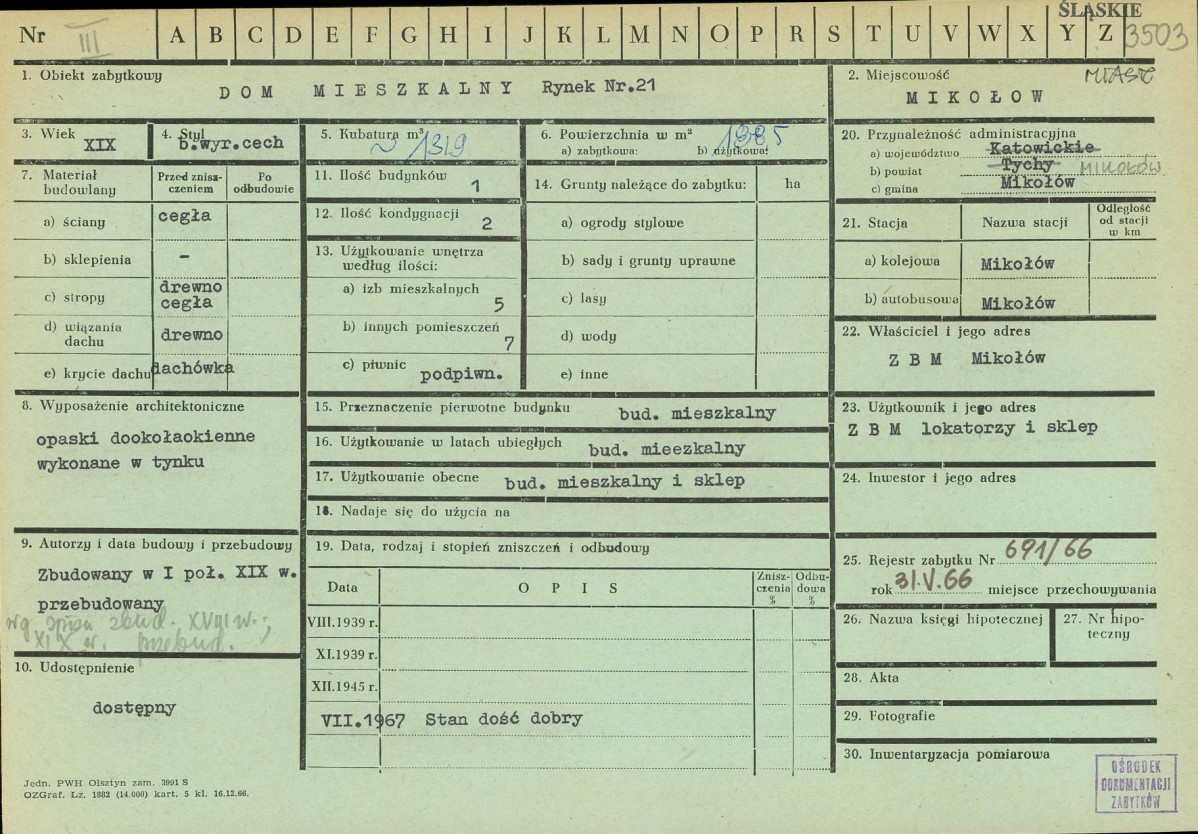 ŚLĄSKIE
Nr III A B C D E F G H I J K L M N O P R S T U V W X Y Z 3503
1. Obiekt zabytkowy
DOM MIESZKALNY Rynek Nr.21
2. Miejscowość MIASTO
MIKOŁOW
3. Wiek
XIX
4. Styl
b.wyr.cech
5. Kubatura m³
~ 1319
6. Powierzchnia w m²
a) zabytkowa: b) użytkowa: 1385
20. Przynależność administracyjna
a) województwo Katowickie
b) powiat Tychy MIKOŁÓW
c) gmina Mikołów
7. Materiał budowlany
Przed zniszczeniem
Po odbudowie
a) ściany cegła
b) sklepienia -
c) stropy drewno cegła
d) wiązania dachu drewno
e) krycie dachu dachówka
11. Ilość budynków 1
12. Ilość kondygnacji 2
13. Użytkowanie wnętrza według ilości:
a) izb mieszkalnych 5
b) innych pomieszczeń 7
c) piwnic podpiwn.
14. Grunty należące do zabytku: ha
a) ogrody stylowe
b) sady i grunty uprawne
c) lasy
d) wody
e) inne
21. Stacja Nazwa stacji Odległość od stacji w km
a) kolejowa Mikołów
b) autobusowa Mikołów
22. Właściciel i jego adres
Z B M Mikołów
8. Wyposażenie architektoniczne
opaski dookołaokienne
wykonane w tynku
15. Przeznaczenie pierwotne budynku bud. mieszkalny
16. Użytkowanie w latach ubiegłych bud. mieezkalny
17. Użytkowanie obecne bud. mieszkalny i sklep
18. Nadaje się do użycia na
23. Użytkownik i jego adres
Z B M lokatorzy i sklep
24. Inwestor i jego adres
9. Autorzy i data budowy i przebudowy
Zbudowany w I poł. XIX w.
przebudowany
wg spisu zbud. XVIII w.;
XIX w. przebud.
10. Udostępnienie
dostępny
19. Data, rodzaj i stopień zniszczeń i odbudowy
Data OPIS Zniszczenia % Odbudowa %
VIII.1939 r.
XI.1939 r.
XII.1945 r.
VII.1967 Stan dość dobry
25. Rejestr zabytku Nr 691/66
rok 31.V.66 miejsce przechowywania
26. Nazwa księgi hipotecznej
27. Nr hipoteczny
28. Akta
29. Fotografie
30. Inwentaryzacja pomiarowa
OŚRODEK
DOKUMENTACJI
ZABYTKÓW
Jedn. PWH Olsztyn zam. 3991 S
OZGraf. Łz. 1882 (14.000) kart. 5 kl. 16.12.66.